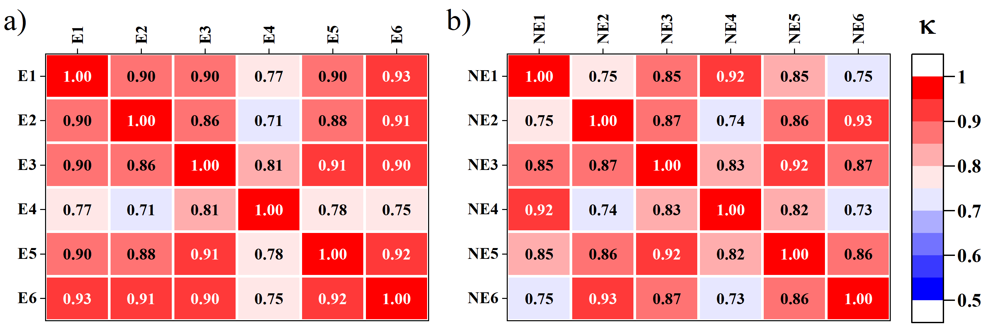 a)
E1 E2 E3 E4 E5 E6
E1 1.00 0.90 0.90 0.77 0.90 0.93
E2 0.90 1.00 0.86 0.71 0.88 0.91
E3 0.90 0.86 1.00 0.81 0.91 0.90
E4 0.77 0.71 0.81 1.00 0.78 0.75
E5 0.90 0.88 0.91 0.78 1.00 0.92
E6 0.93 0.91 0.90 0.75 0.92 1.00
b)
NE1 NE2 NE3 NE4 NE5 NE6
NE1 1.00 0.75 0.85 0.92 0.85 0.75
NE2 0.75 1.00 0.87 0.74 0.86 0.93
NE3 0.85 0.87 1.00 0.83 0.92 0.87
NE4 0.92 0.74 0.83 1.00 0.82 0.73
NE5 0.85 0.86 0.92 0.82 1.00 0.86
NE6 0.75 0.93 0.87 0.73 0.86 1.00
κ
1
0.9
0.8
0.7
0.6
0.5